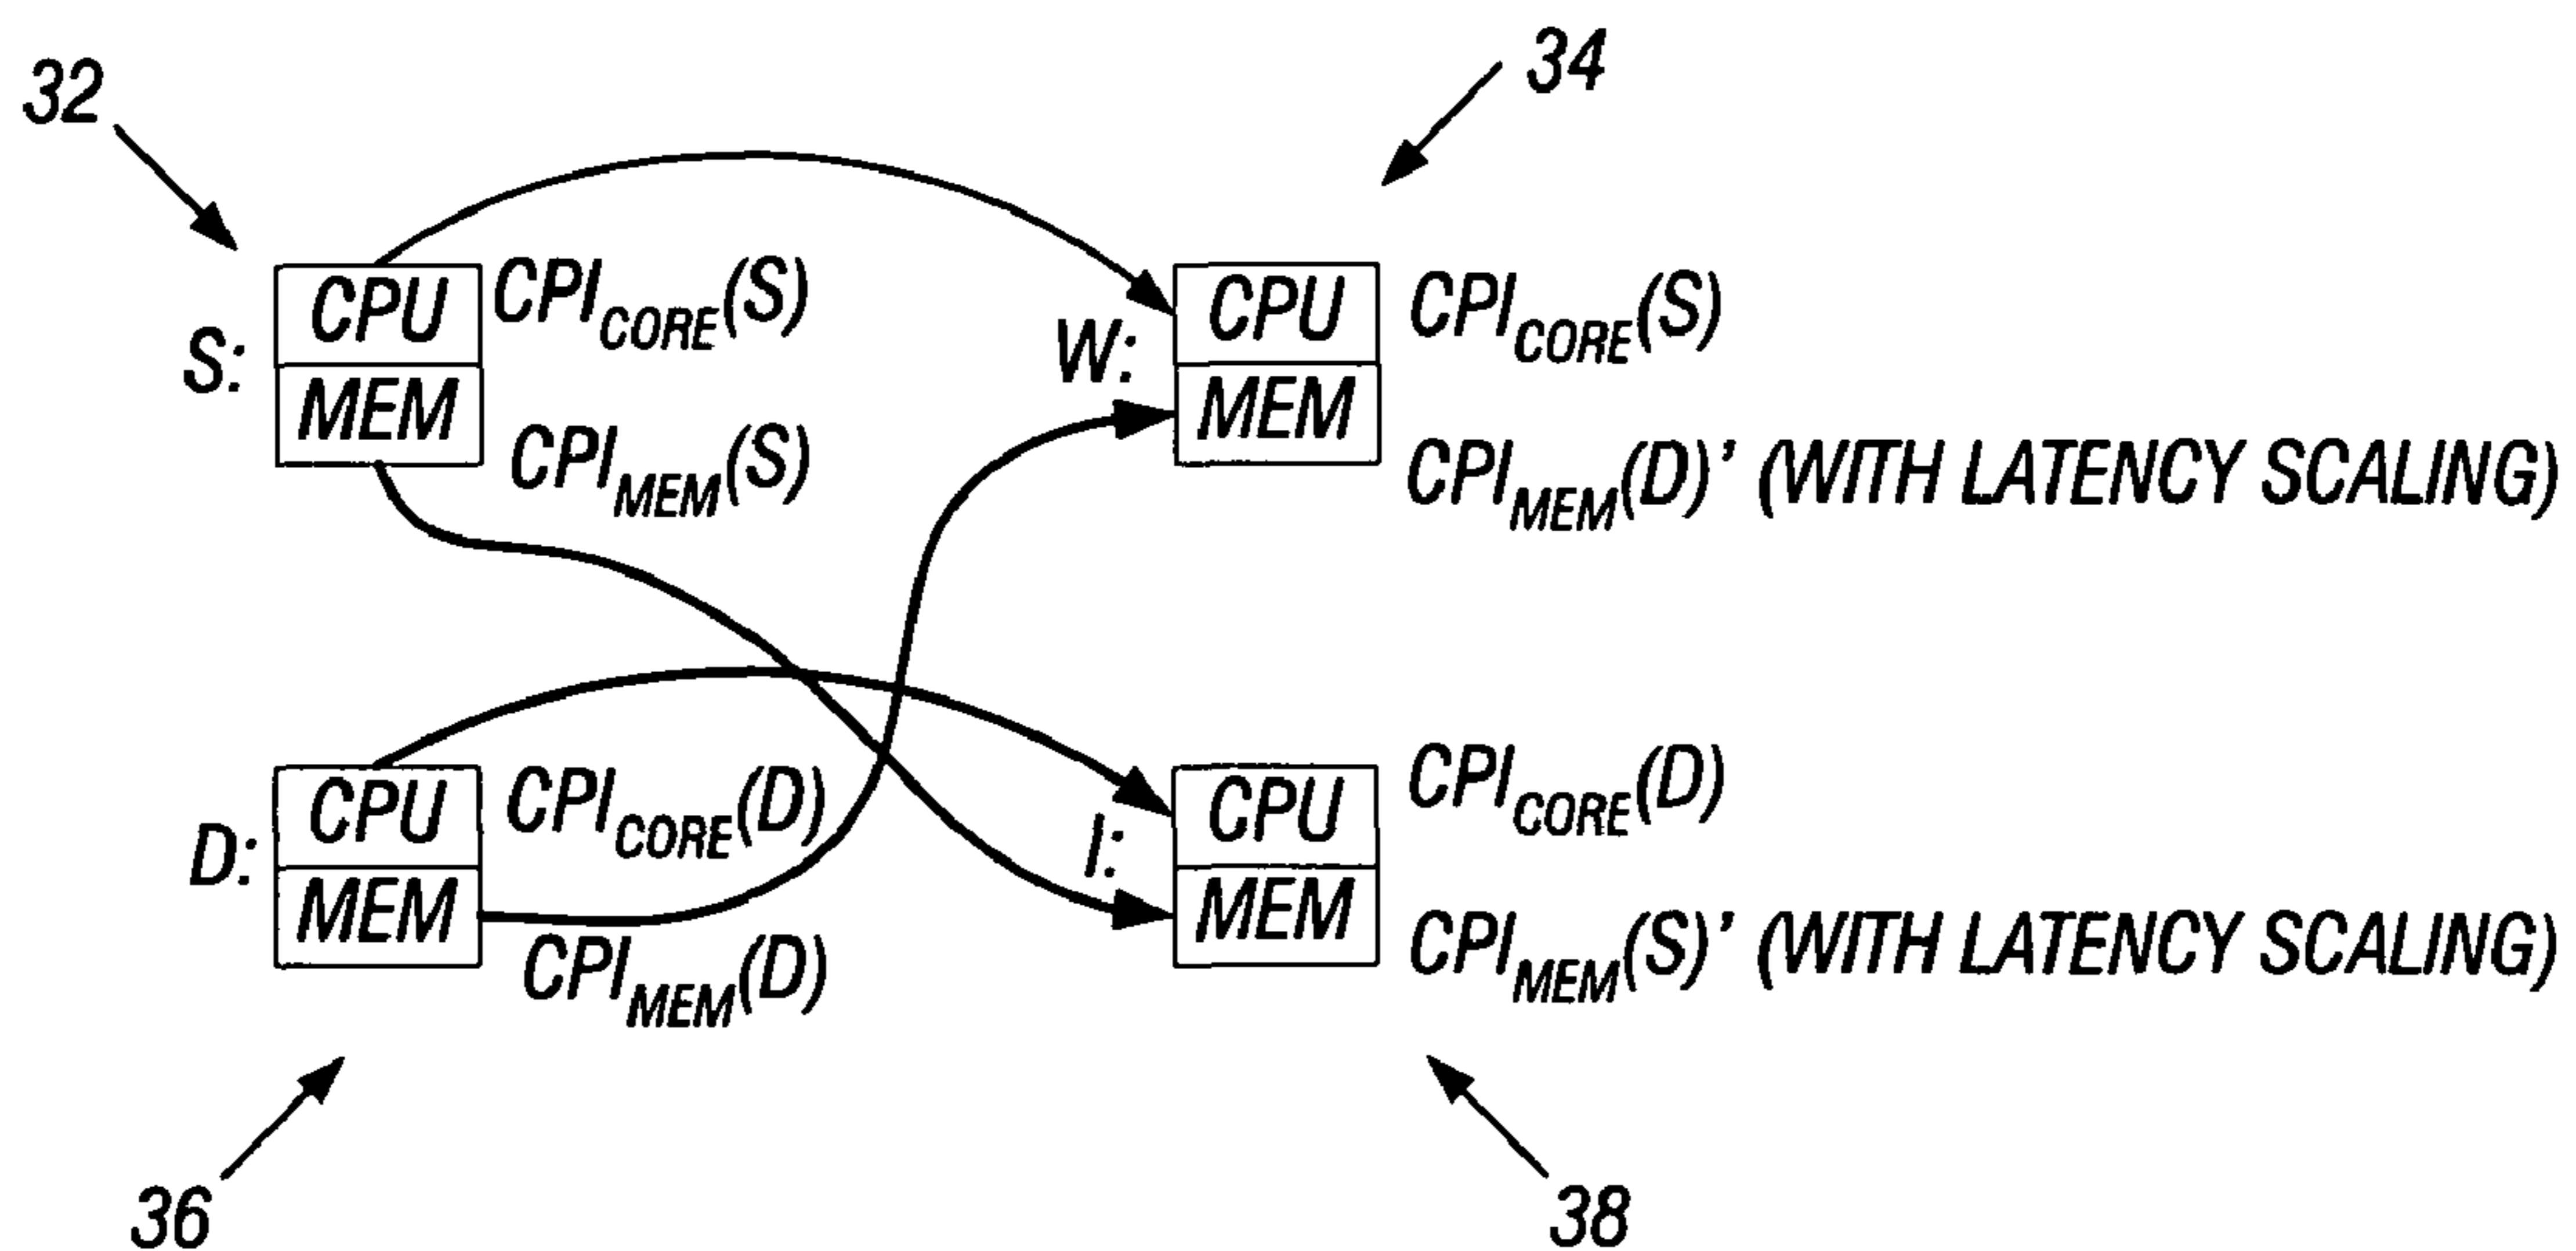 32
34
CPU CPI_CORE(S)
S:
MEM
CPI_MEM(S)
CPU CPI_CORE(S)
W:
MEM
CPI_MEM(D)' (WITH LATENCY SCALING)
CPU CPI_CORE(D)
D:
MEM
CPI_MEM(D)
CPU CPI_CORE(D)
I:
MEM
CPI_MEM(S)' (WITH LATENCY SCALING)
36
38